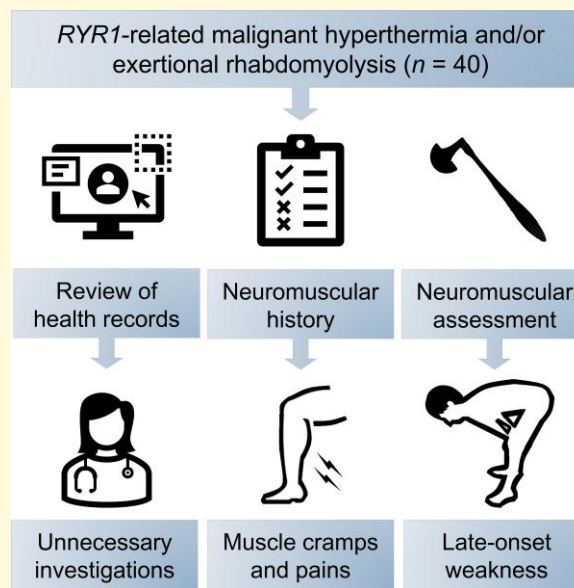 RYR1-related malignant hyperthermia and/or
exertional rhabdomyolysis (n = 40)
Review of
health records
Neuromuscular
history
Neuromuscular
assessment
Unnecessary
investigations
Muscle cramps
and pains
Late-onset
weakness